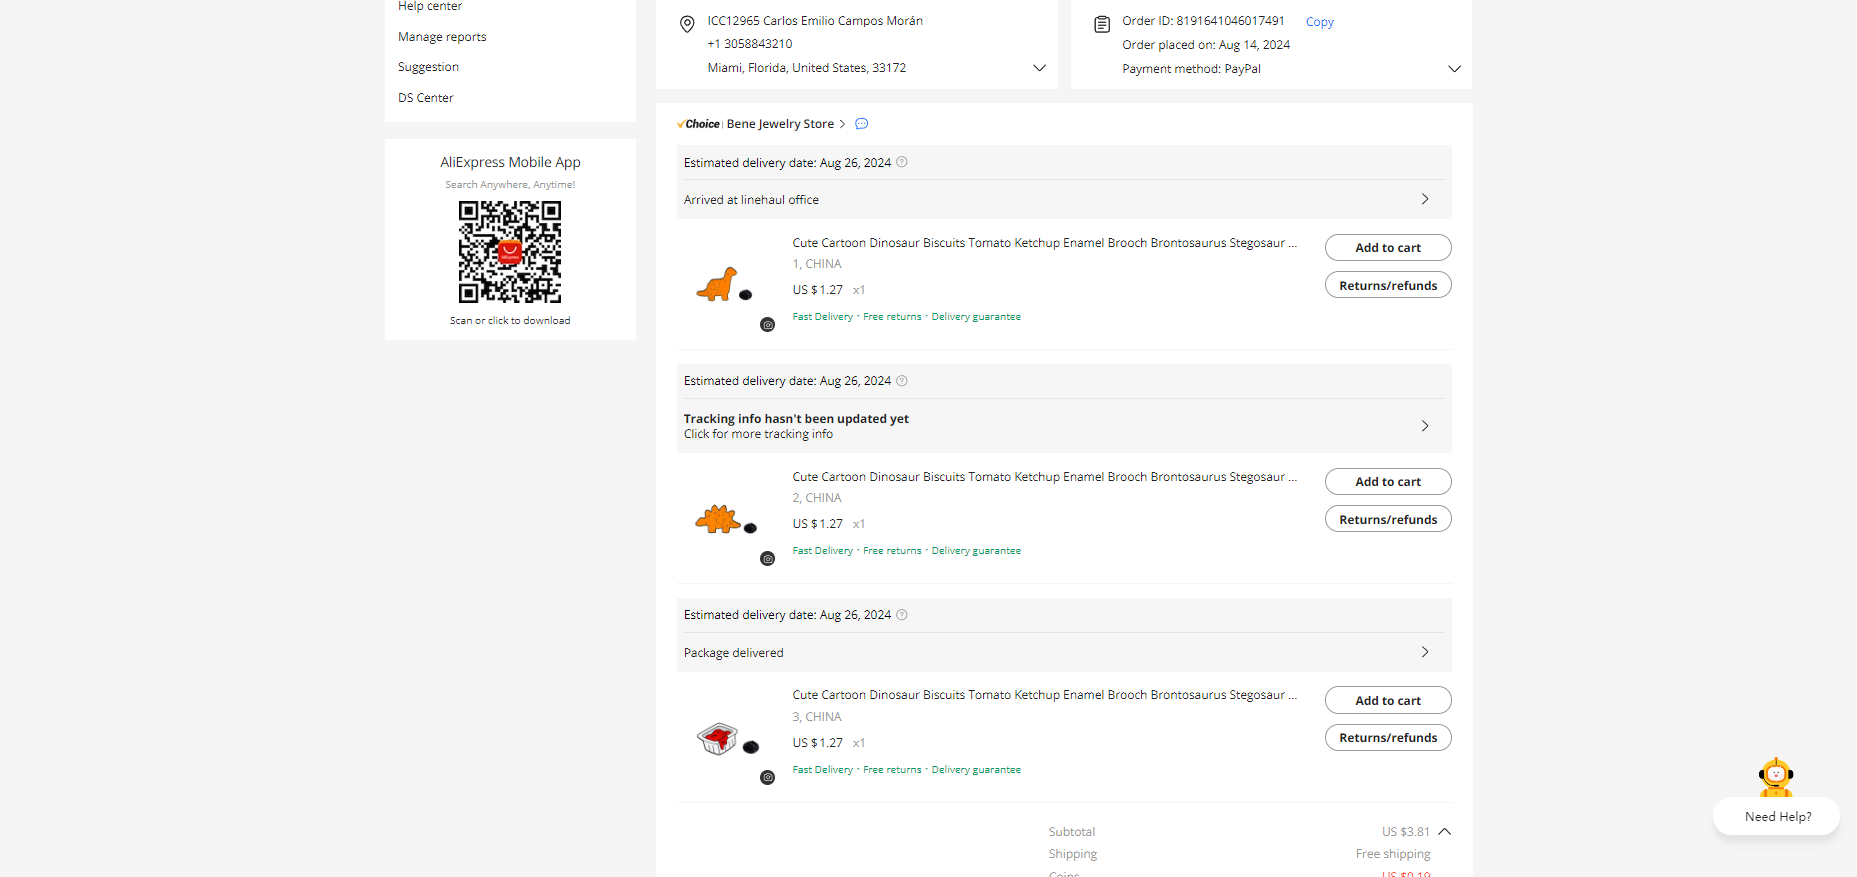 Help center
Manage reports
Suggestion
DS Center
AliExpress Mobile App
Search Anywhere, Anytime!
Scan or click to download
ICC12965 Carlos Emilio Campos Morán
+1 3058843210
Miami, Florida, United States, 33172
Order ID: 8191641046017491 Copy
Order placed on: Aug 14, 2024
Payment method: PayPal
Choice Bene Jewelry Store
Estimated delivery date: Aug 26, 2024
Arrived at linehaul office
Cute Cartoon Dinosaur Biscuits Tomato Ketchup Enamel Brooch Brontosaurus Stegosaur ...
1, CHINA
US $1.27 x1
Fast Delivery · Free returns · Delivery guarantee
Add to cart
Returns/refunds
Estimated delivery date: Aug 26, 2024
Tracking info hasn't been updated yet
Click for more tracking info
Cute Cartoon Dinosaur Biscuits Tomato Ketchup Enamel Brooch Brontosaurus Stegosaur ...
2, CHINA
US $1.27 x1
Fast Delivery · Free returns · Delivery guarantee
Add to cart
Returns/refunds
Estimated delivery date: Aug 26, 2024
Package delivered
Cute Cartoon Dinosaur Biscuits Tomato Ketchup Enamel Brooch Brontosaurus Stegosaur ...
3, CHINA
US $1.27 x1
Fast Delivery · Free returns · Delivery guarantee
Add to cart
Returns/refunds
Subtotal US $3.81
Shipping Free shipping
Coins US $0.19
Need Help?